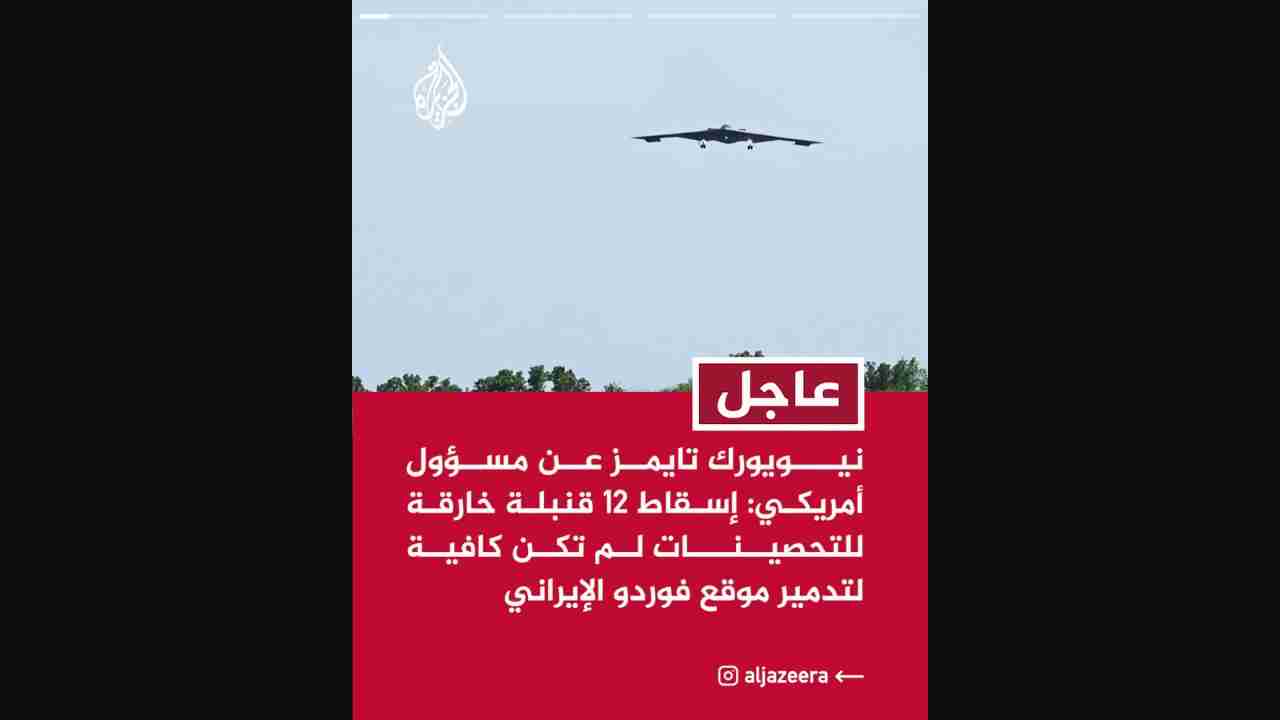 الجزيرة
عاجل
نيويورك تايمز عن مسؤول
أمريكي: إسقاط 12 قنبلة خارقة
للتحصينات لم تكن كافية
لتدمير موقع فوردو الإيراني
aljazeera